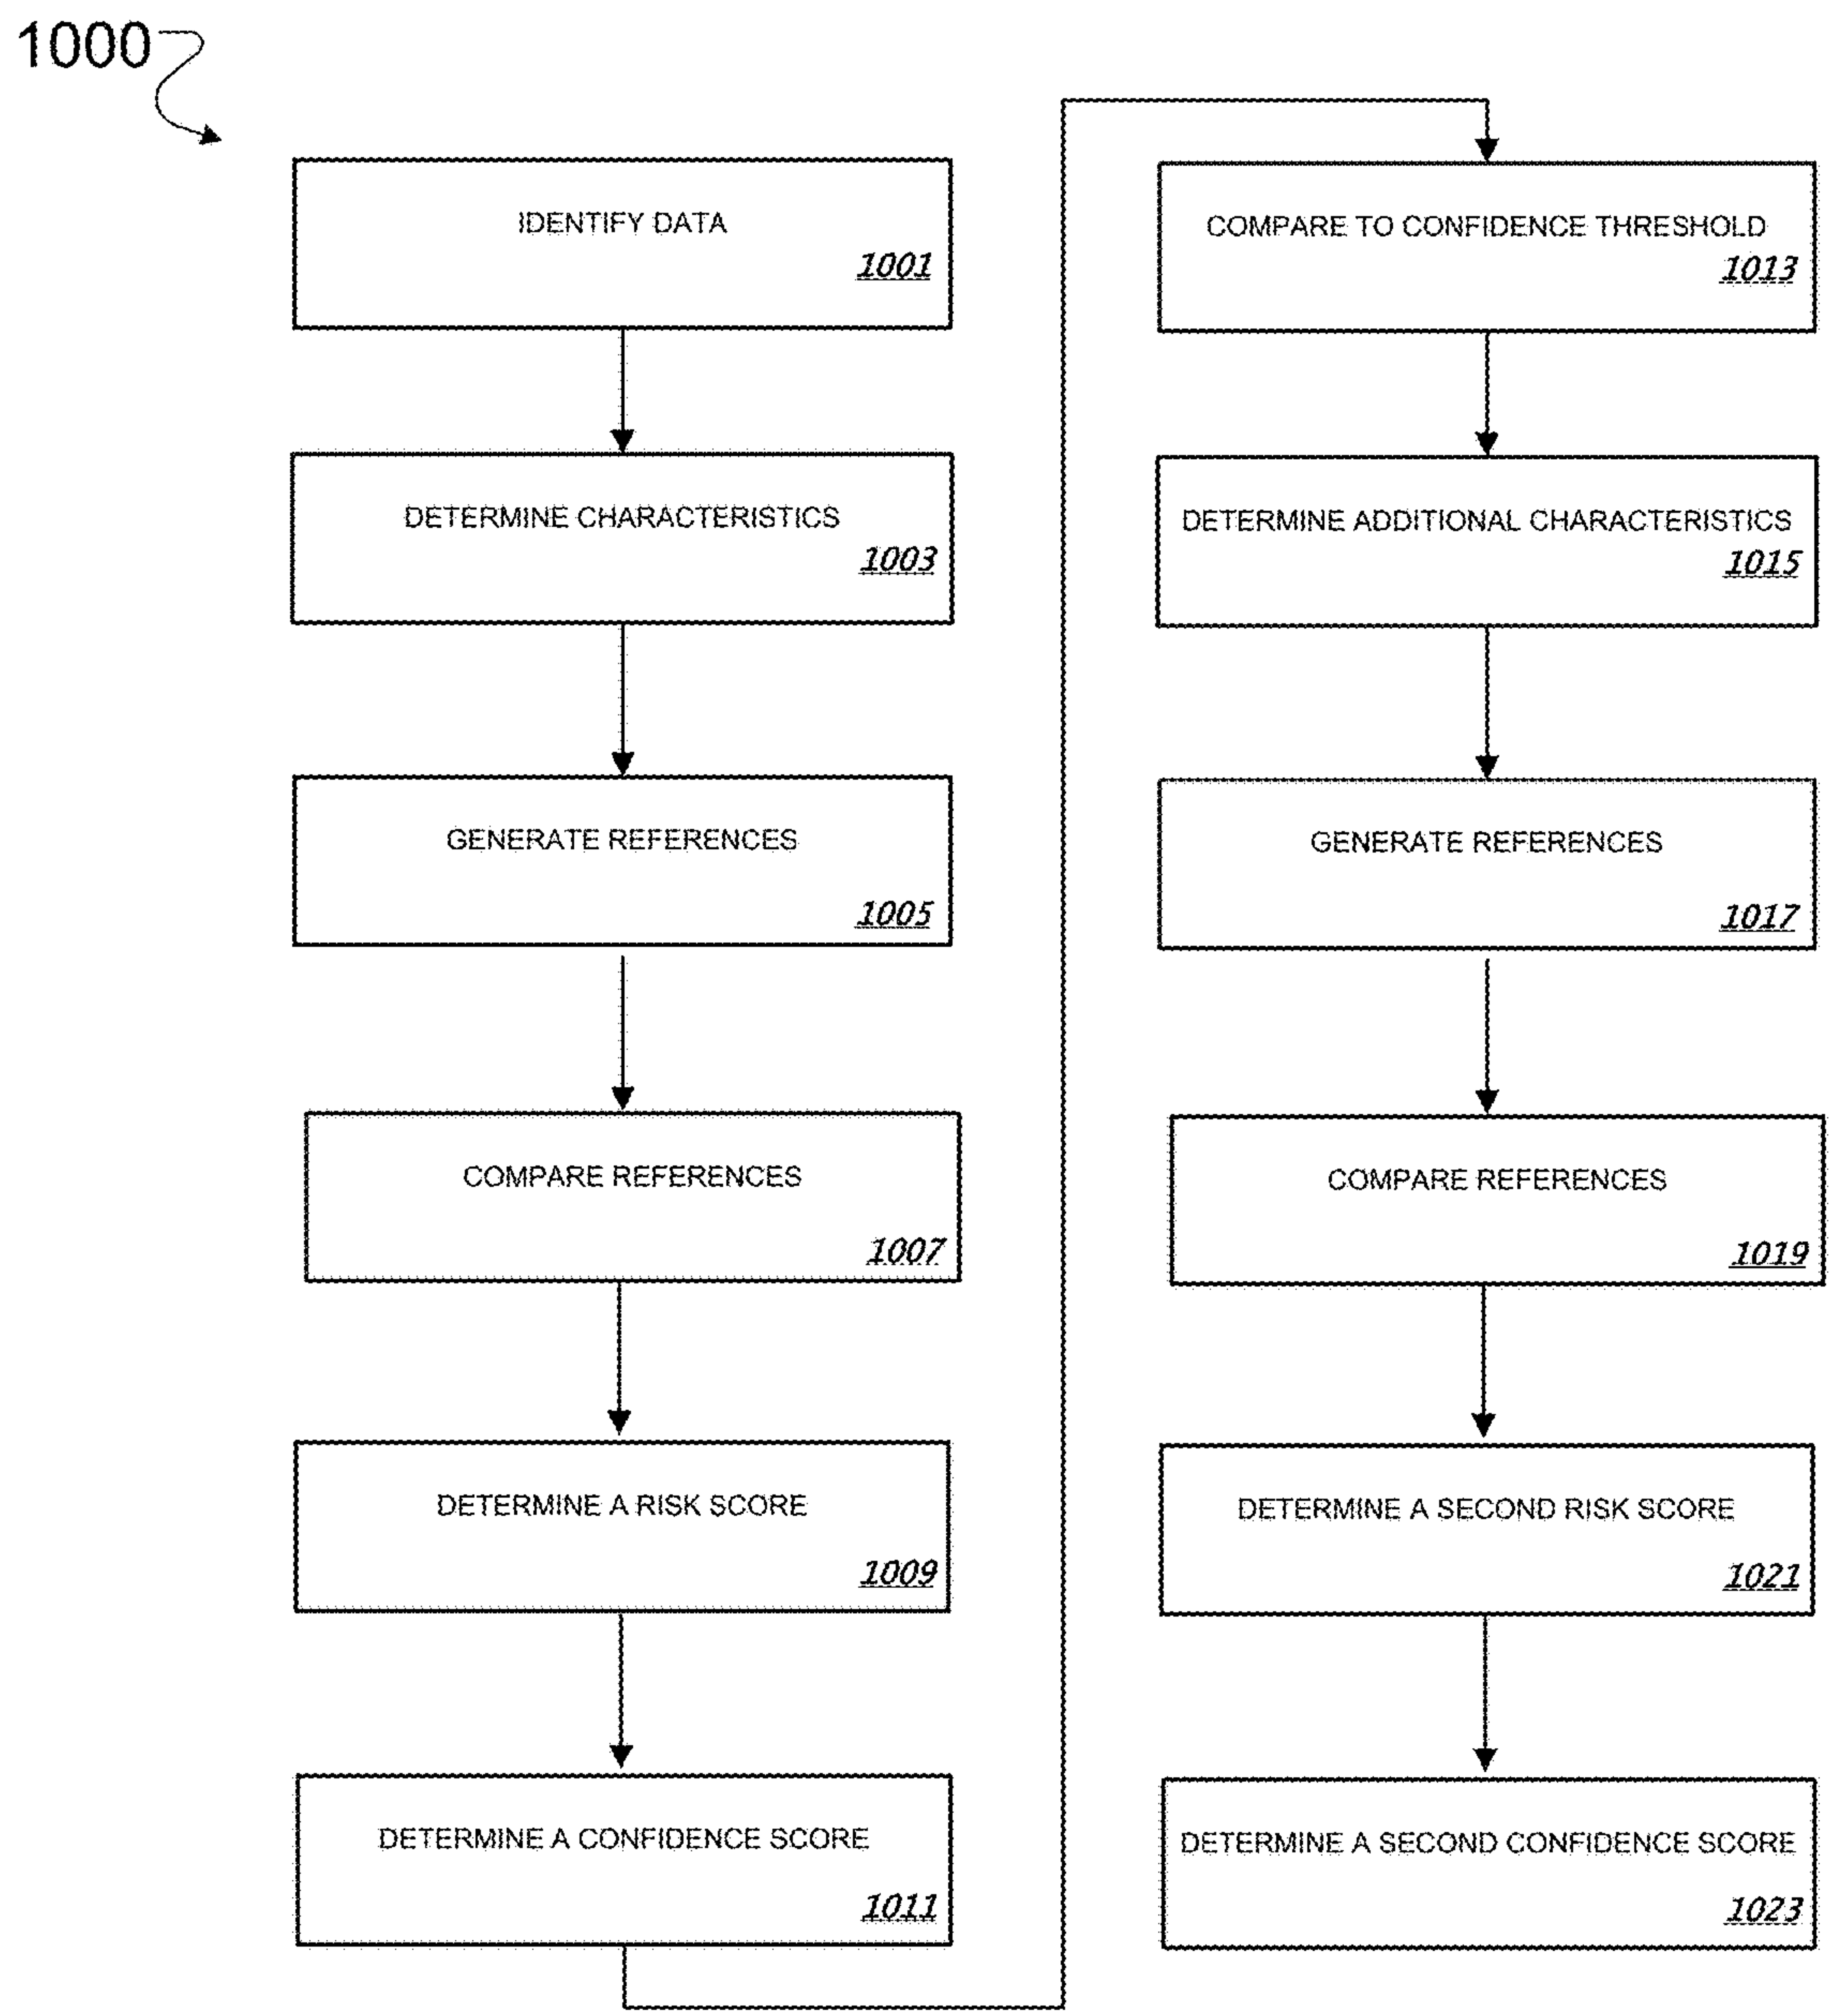 1000
IDENTIFY DATA
1001
DETERMINE CHARACTERISTICS
1003
GENERATE REFERENCES
1005
COMPARE REFERENCES
1007
DETERMINE A RISK SCORE
1009
DETERMINE A CONFIDENCE SCORE
1011
COMPARE TO CONFIDENCE THRESHOLD
1013
DETERMINE ADDITIONAL CHARACTERISTICS
1015
GENERATE REFERENCES
1017
COMPARE REFERENCES
1019
DETERMINE A SECOND RISK SCORE
1021
DETERMINE A SECOND CONFIDENCE SCORE
1023